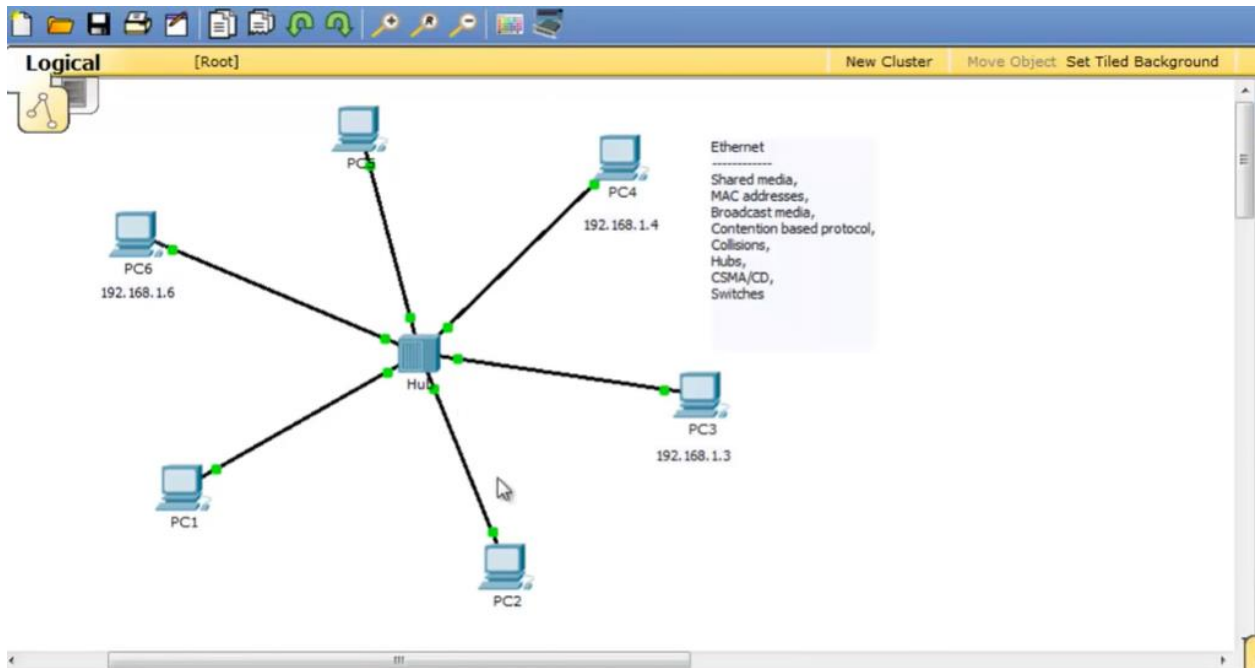 Logical
[Root]
New Cluster
Move Object
Set Tiled Background
PC5
PC4
192.168.1.4
Ethernet
------------
Shared media,
MAC addresses,
Broadcast media,
Contention based protocol,
Collisions,
Hubs,
CSMA/CD,
Switches
PC6
192.168.1.6
Hub
PC3
192.168.1.3
PC1
PC2